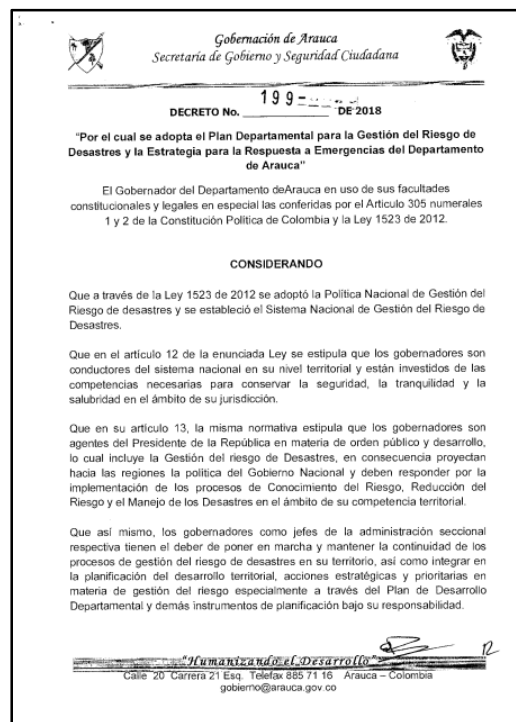 Gobernación de Arauca
Secretaría de Gobierno y Seguridad Ciudadana
199
DECRETO No. DE 2018
"Por el cual se adopta el Plan Departamental para la Gestión del Riesgo de
Desastres y la Estrategia para la Respuesta a Emergencias del Departamento
de Arauca"
El Gobernador del Departamento deArauca en uso de sus facultades
constitucionales y legales en especial las conferidas por el Articulo 305 numerales
1 y 2 de la Constitución Política de Colombia y la Ley 1523 de 2012.
CONSIDERANDO
Que a través de la Ley 1523 de 2012 se adoptó la Política Nacional de Gestión del
Riesgo de desastres y se estableció el Sistema Nacional de Gestión del Riesgo de
Desastres.
Que en el artículo 12 de la enunciada Ley se estipula que los gobernadores son
conductores del sistema nacional en su nivel territorial y están investidos de las
competencias necesarias para conservar la seguridad, la tranquilidad y la
salubridad en el ámbito de su jurisdicción.
Que en su artículo 13, la misma normativa estipula que los gobernadores son
agentes del Presidente de la República en materia de orden público y desarrollo,
lo cual incluye la Gestión del riesgo de Desastres, en consecuencia proyectan
hacia las regiones la política del Gobierno Nacional y deben responder por la
implementación de los procesos de Conocimiento del Riesgo, Reducción del
Riesgo y el Manejo de los Desastres en el ámbito de su competencia territorial.
Que así mismo, los gobernadores como jefes de la administración seccional
respectiva tienen el deber de poner en marcha y mantener la continuidad de los
procesos de gestión del riesgo de desastres en su territorio, así como integrar en
la planificación del desarrollo territorial, acciones estratégicas y prioritarias en
materia de gestión del riesgo especialmente a través del Plan de Desarrollo
Departamental y demás instrumentos de planificación bajo su responsabilidad.
"Humanizando el Desarrollo"
Calle 20 Carrera 21 Esq. Telefax 885 71 16 Arauca – Colombia
gobierno@arauca.gov.co